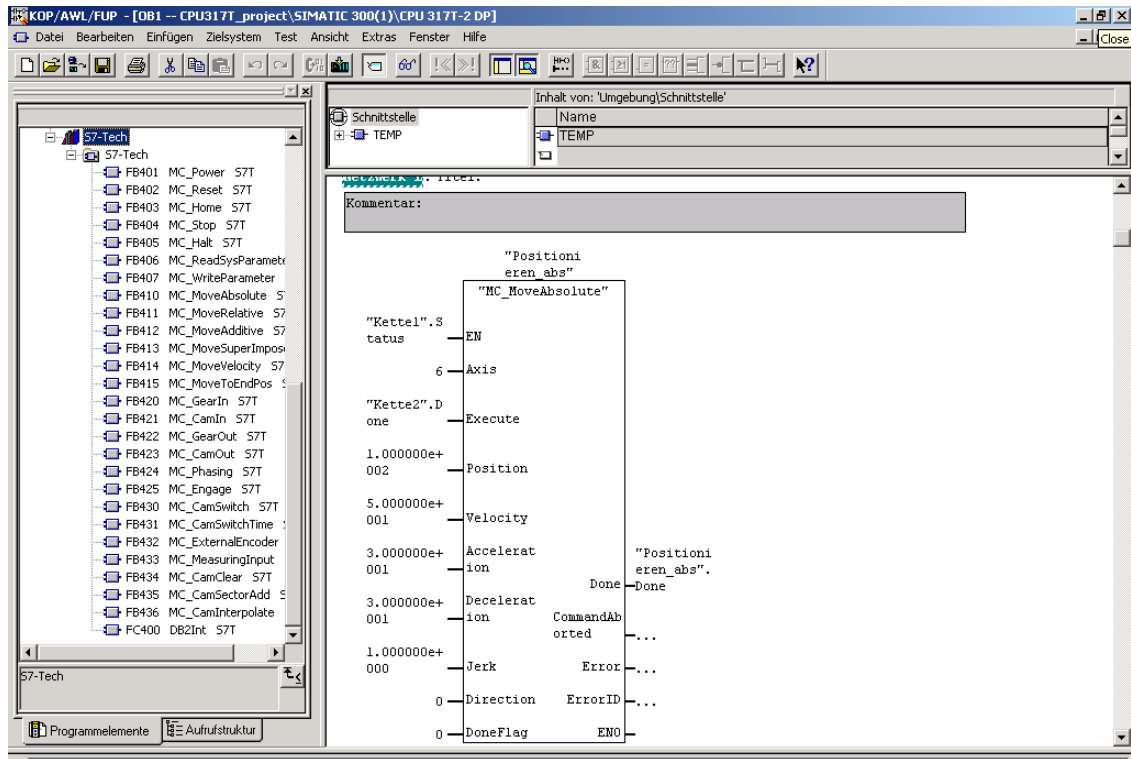 KOP/AWL/FUP - [OB1 -- CPU317T_project\SIMATIC 300(1)\CPU 317T-2 DP]
Datei Bearbeiten Einfügen Zielsystem Test Ansicht Extras Fenster Hilfe
Close
S7-Tech
S7-Tech
FB401 MC_Power S7T
FB402 MC_Reset S7T
FB403 MC_Home S7T
FB404 MC_Stop S7T
FB405 MC_Halt S7T
FB406 MC_ReadSysParamete
FB407 MC_WriteParameter
FB410 MC_MoveAbsolute S
FB411 MC_MoveRelative S7
FB412 MC_MoveAdditive S7
FB413 MC_MoveSuperImpos
FB414 MC_MoveVelocity S7
FB415 MC_MoveToEndPos
FB420 MC_GearIn S7T
FB421 MC_CamIn S7T
FB422 MC_GearOut S7T
FB423 MC_CamOut S7T
FB424 MC_Phasing S7T
FB425 MC_Engage S7T
FB430 MC_CamSwitch S7T
FB431 MC_CamSwitchTime
FB432 MC_ExternalEncoder
FB433 MC_MeasuringInput
FB434 MC_CamClear S7T
FB435 MC_CamSectorAdd S
FB436 MC_CamInterpolate
FC400 DB2Int S7T
S7-Tech
Programmelemente Aufrufstruktur
Inhalt von: 'Umgebung\Schnittstelle'
Schnittstelle
TEMP
Name
TEMP
Netzwerk 1: Titel:
Kommentar:
"Positioni
eren_abs"
"MC_MoveAbsolute"
"Kette1".S
tatus EN
6 Axis
"Kette2".D
one Execute
1.000000e+
002 Position
5.000000e+
001 Velocity
3.000000e+ Accelerat
001 ion
"Positioni
eren_abs".
Done Done
3.000000e+ Decelerat
001 ion
CommandAb
orted ...
1.000000e+
000 Jerk Error ...
0 Direction ErrorID ...
0 DoneFlag ENO